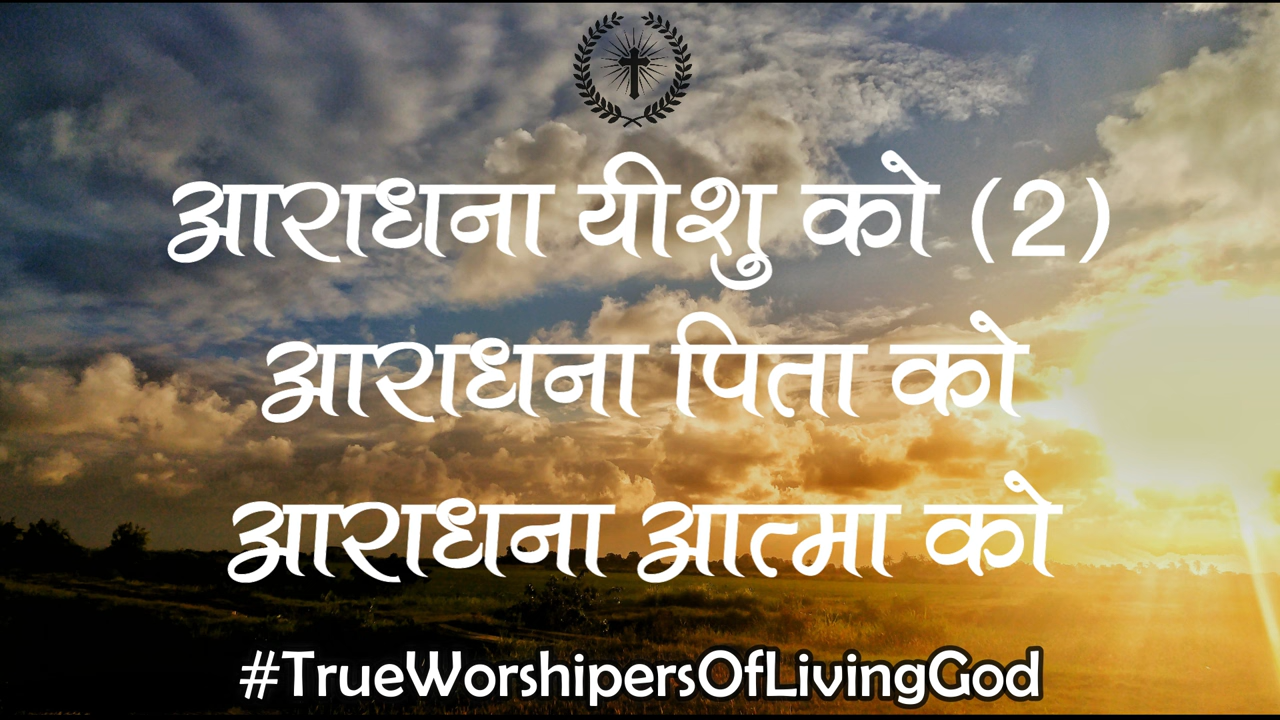 आराधना यीशु को (2)
आराधना पिता को
आराधना आत्मा को
#TrueWorshipersOfLivingGod